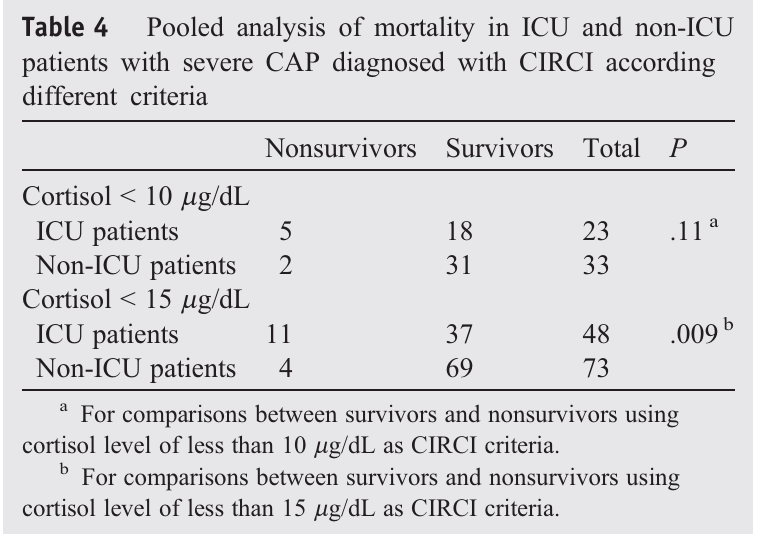 Table 4 Pooled analysis of mortality in ICU and non-ICU
patients with severe CAP diagnosed with CIRCI according
different criteria
Nonsurvivors Survivors Total P
Cortisol < 10 μg/dL
ICU patients 5 18 23 .11 a
Non-ICU patients 2 31 33
Cortisol < 15 μg/dL
ICU patients 11 37 48 .009 b
Non-ICU patients 4 69 73
a For comparisons between survivors and nonsurvivors using
cortisol level of less than 10 μg/dL as CIRCI criteria.
b For comparisons between survivors and nonsurvivors using
cortisol level of less than 15 μg/dL as CIRCI criteria.